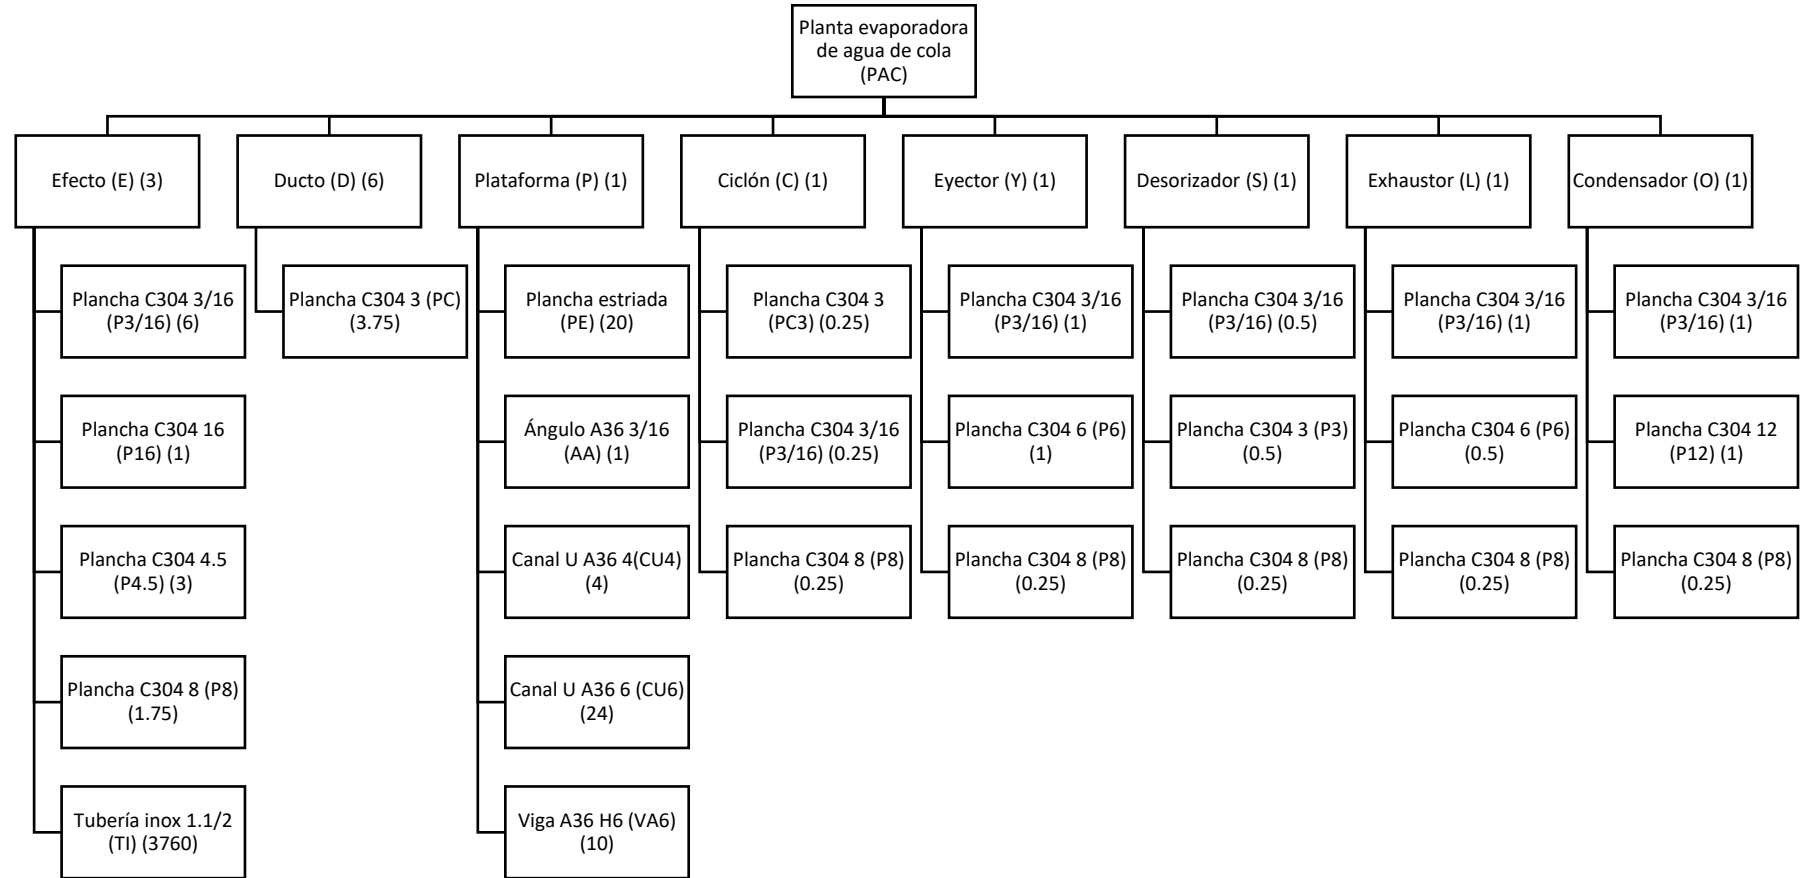 Planta evaporadora
de agua de cola
(PAC)
Efecto (E) (3)
Ducto (D) (6)
Plataforma (P) (1)
Ciclón (C) (1)
Eyector (Y) (1)
Desorizador (S) (1)
Exhaustor (L) (1)
Condensador (O) (1)
Plancha C304 3/16
(P3/16) (6)
Plancha C304 3 (PC)
(3.75)
Plancha estriada
(PE) (20)
Plancha C304 3
(PC3) (0.25)
Plancha C304 3/16
(P3/16) (1)
Plancha C304 3/16
(P3/16) (0.5)
Plancha C304 3/16
(P3/16) (1)
Plancha C304 3/16
(P3/16) (1)
Plancha C304 16
(P16) (1)
Ángulo A36 3/16
(AA) (1)
Plancha C304 3/16
(P3/16) (0.25)
Plancha C304 6 (P6)
(1)
Plancha C304 3 (P3)
(0.5)
Plancha C304 6 (P6)
(0.5)
Plancha C304 12
(P12) (1)
Plancha C304 4.5
(P4.5) (3)
Canal U A36 4(CU4)
(4)
Plancha C304 8 (P8)
(0.25)
Plancha C304 8 (P8)
(0.25)
Plancha C304 8 (P8)
(0.25)
Plancha C304 8 (P8)
(0.25)
Plancha C304 8 (P8)
(0.25)
Plancha C304 8 (P8)
(1.75)
Canal U A36 6 (CU6)
(24)
Tubería inox 1.1/2
(TI) (3760)
Viga A36 H6 (VA6)
(10)